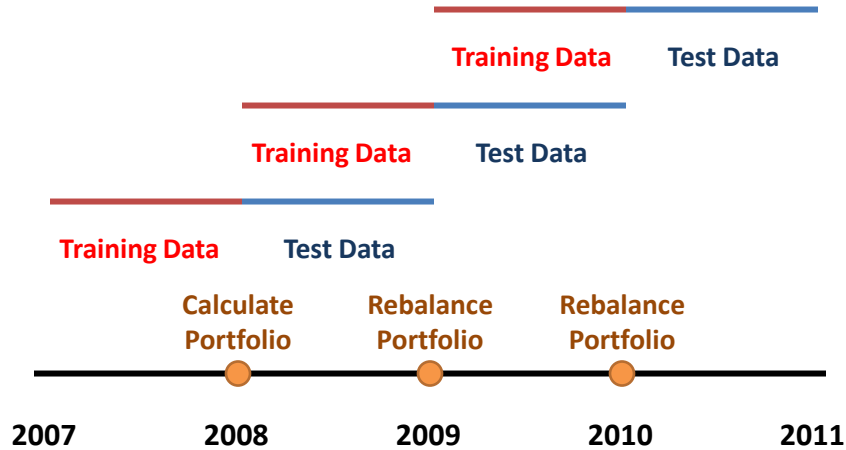 Training Data Test Data
Training Data Test Data
Training Data Test Data
Calculate Portfolio
Rebalance Portfolio
Rebalance Portfolio
2007 2008 2009 2010 2011